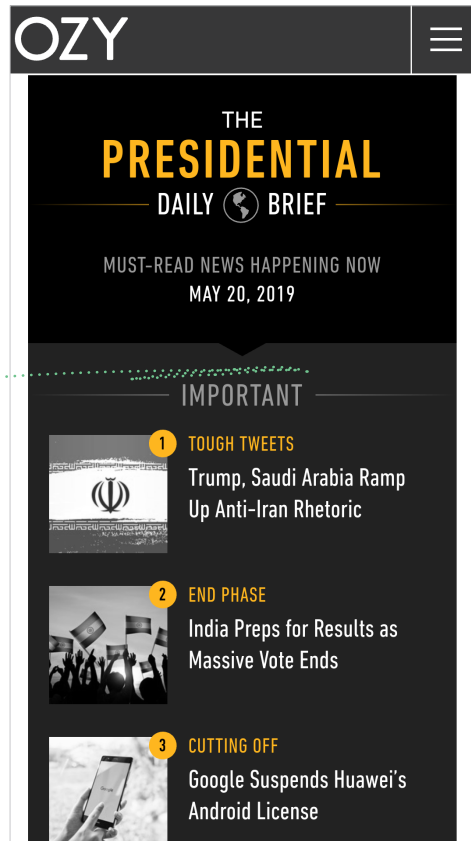 OZY
THE
PRESIDENTIAL
DAILY BRIEF
MUST-READ NEWS HAPPENING NOW
MAY 20, 2019
IMPORTANT
1 TOUGH TWEETS
Trump, Saudi Arabia Ramp
Up Anti-Iran Rhetoric
2 END PHASE
India Preps for Results as
Massive Vote Ends
3 CUTTING OFF
Google Suspends Huawei's
Android License